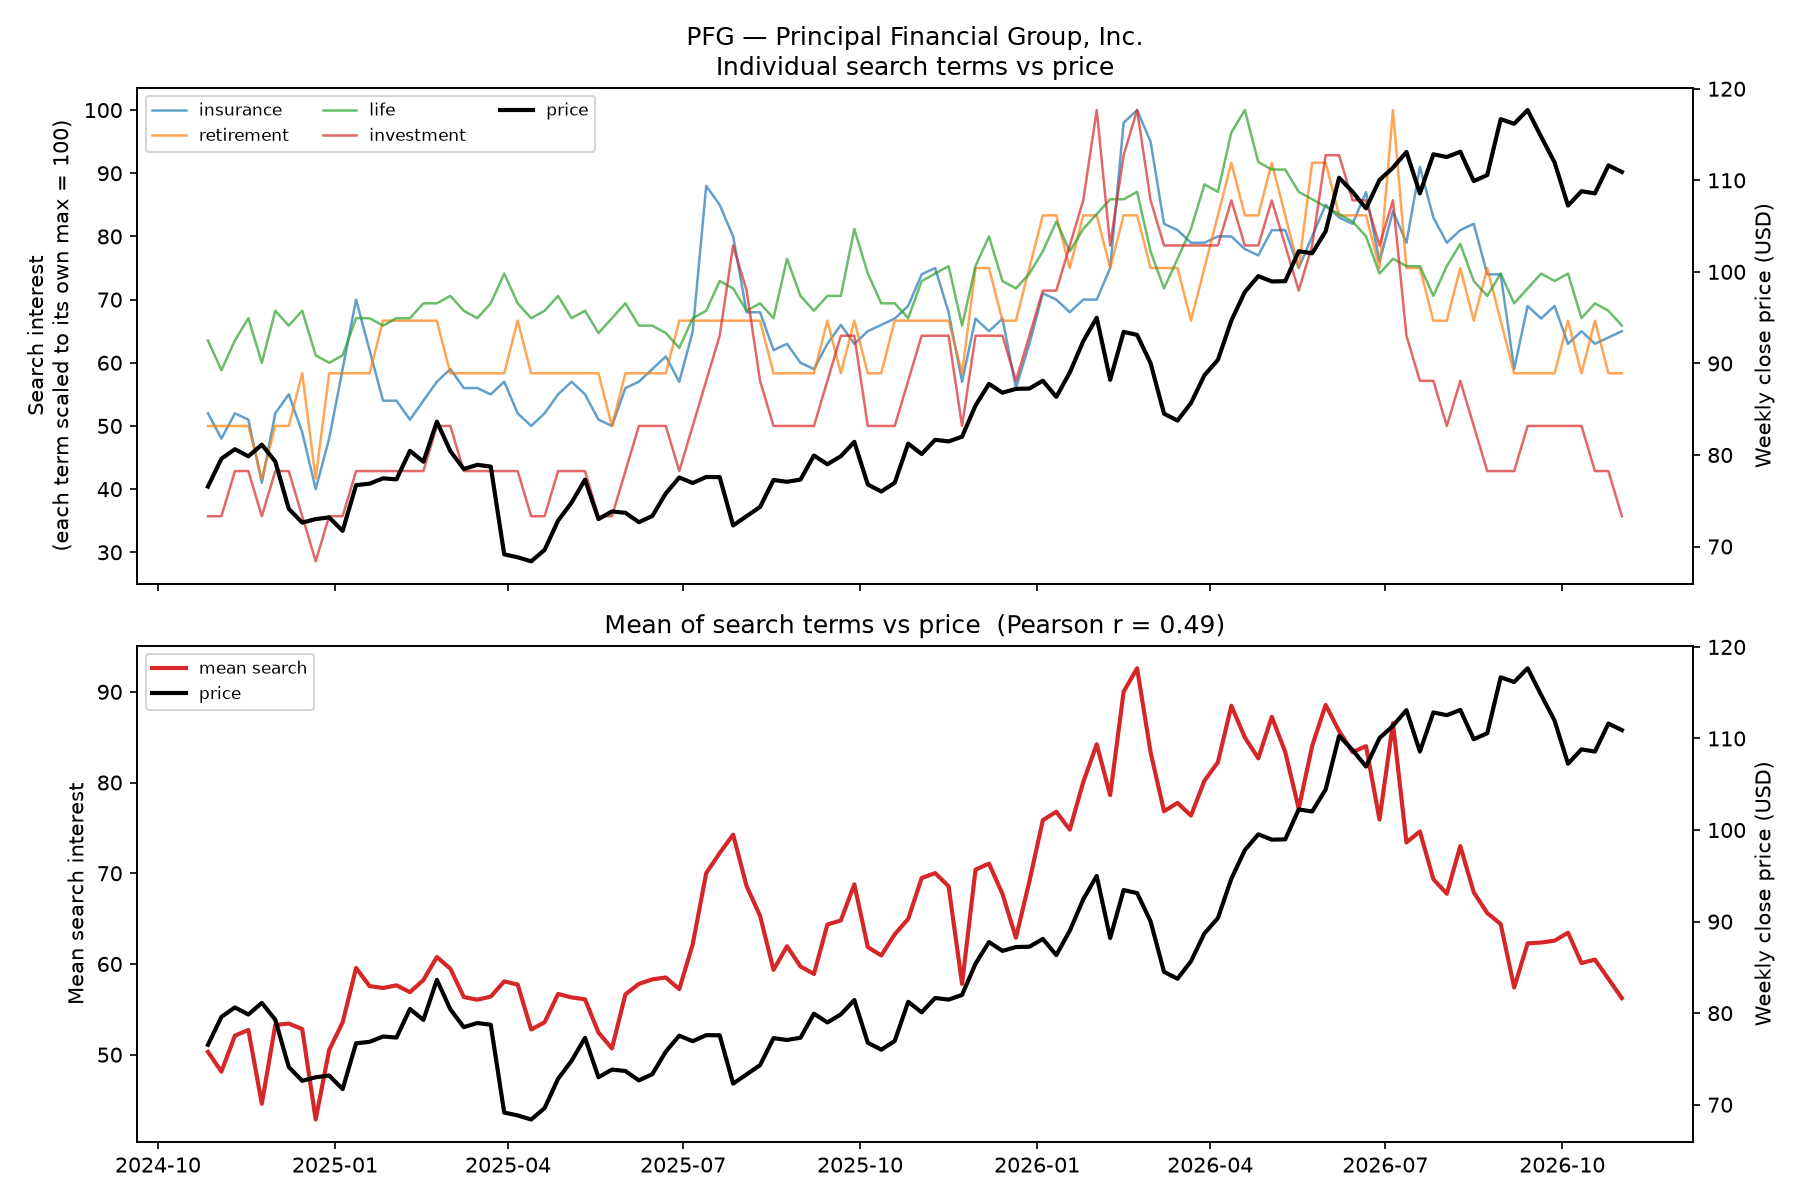 PFG — Principal Financial Group, Inc.
Individual search terms vs price
insurance
retirement
life
investment
price
Search interest
(each term scaled to its own max = 100)
100
90
80
70
60
50
40
30
Weekly close price (USD)
120
110
100
90
80
70
Mean of search terms vs price (Pearson r = 0.49)
mean search
price
Mean search interest
90
80
70
60
50
Weekly close price (USD)
120
110
100
90
80
70
2024-10
2025-01
2025-04
2025-07
2025-10
2026-01
2026-04
2026-07
2026-10